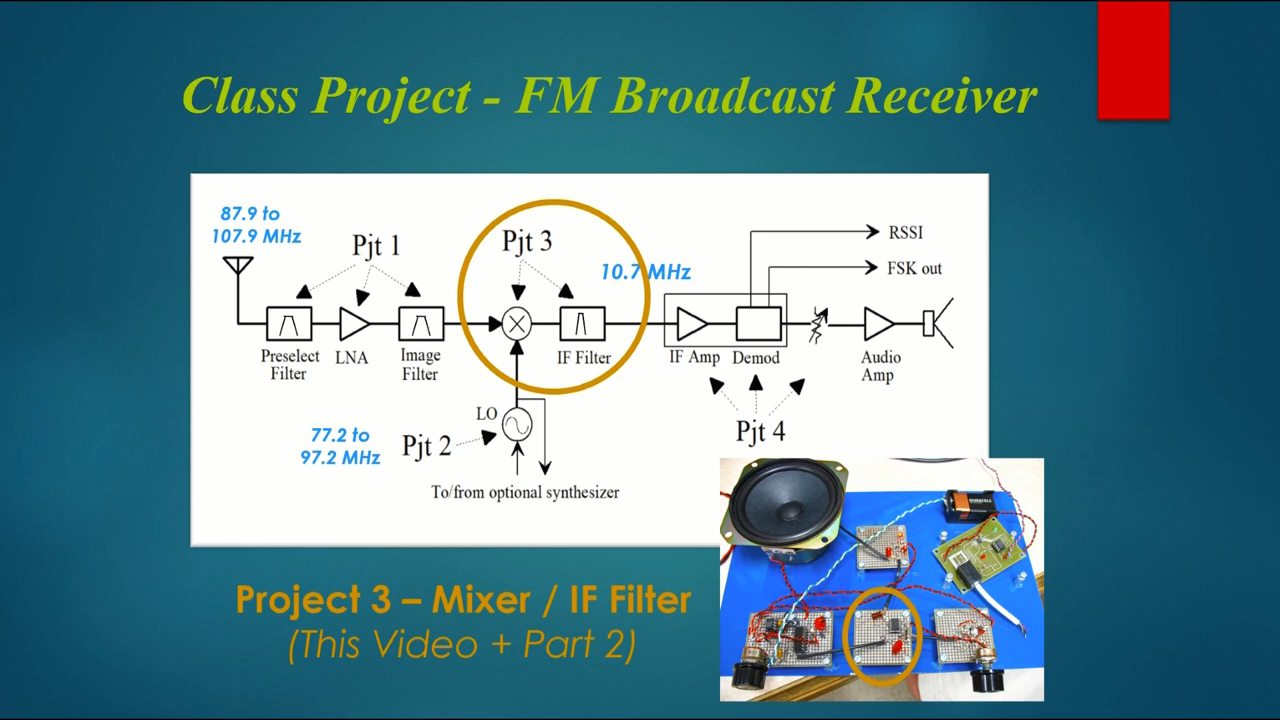 Class Project - FM Broadcast Receiver
87.9 to
107.9 MHz
Pjt 1
Pjt 3
10.7 MHz
RSSI
FSK out
Preselect
Filter
LNA
Image
Filter
IF Filter
IF Amp
Demod
Audio
Amp
LO
77.2 to
97.2 MHz
Pjt 2
Pjt 4
To/from optional synthesizer
DURACELL
Project 3 – Mixer / IF Filter
(This Video + Part 2)